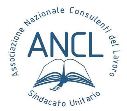 Associazione Nazionale Consulenti del Lavoro
ANCL
Sindacato Unitario